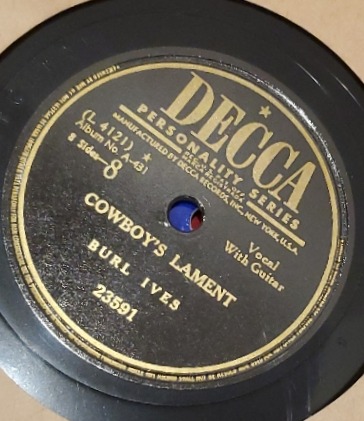 DECCA
PERSONALITY SERIES
MANUFACTURED BY DECCA RECORDS, INC., NEW YORK, U.S.A.
(L 4121)
Album No. A-431
8 Sides—8
Vocal
With Guitar
COWBOY'S LAMENT
BURL IVES
23591